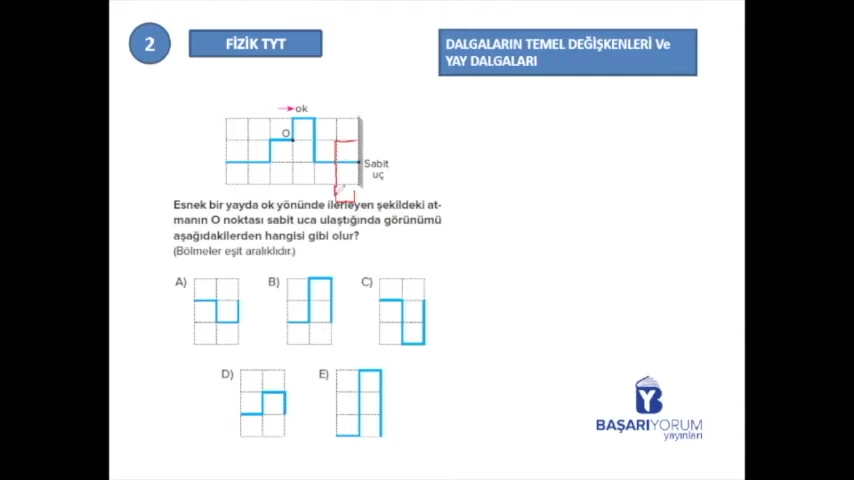 2
FİZİK TYT
DALGALARIN TEMEL DEĞİŞKENLERİ Ve
YAY DALGALARI
ok
O
Sabit
uç
Esnek bir yayda ok yönünde ilerleyen şekildeki at-
manın O noktası sabit uca ulaştığında görünümü
aşağıdakilerden hangisi gibi olur?
(Bölmeler eşit aralıklıdır.)
A)
B)
C)
D)
E)
BAŞARIYORUM
yayınları